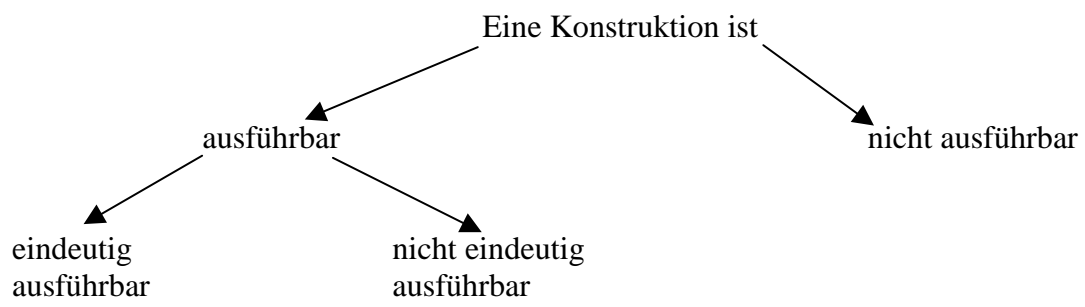 Eine Konstruktion ist
ausführbar
nicht ausführbar
eindeutig
ausführbar
nicht eindeutig
ausführbar